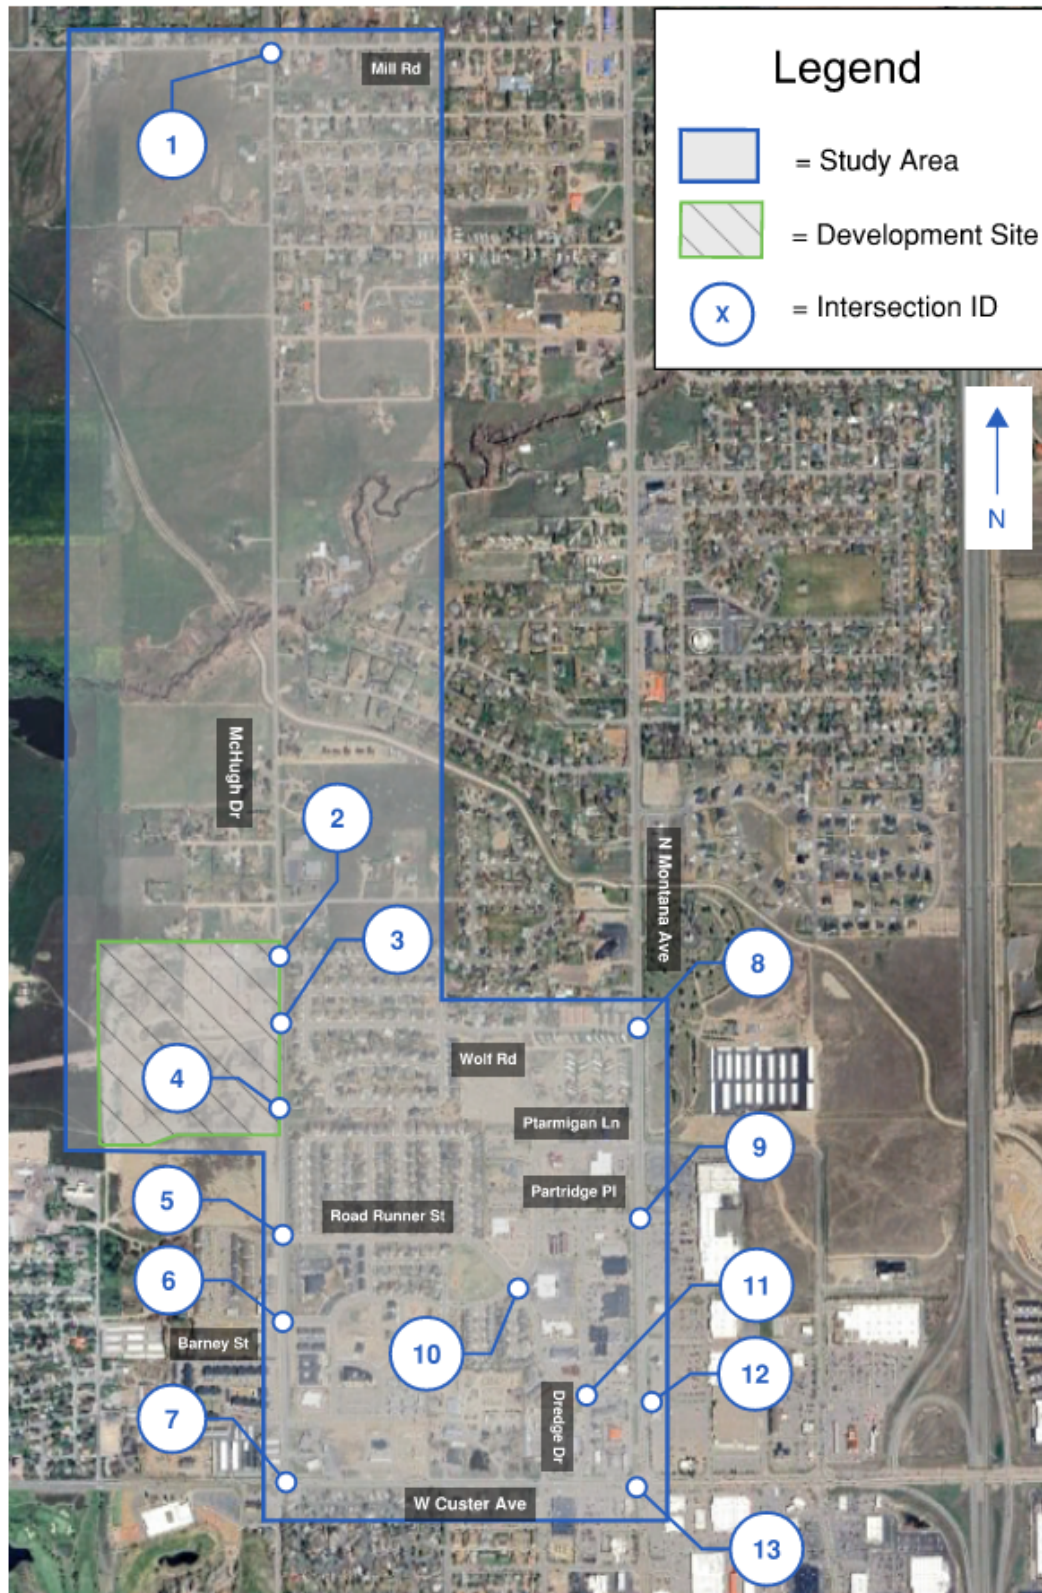 Legend
= Study Area
= Development Site
X
= Intersection ID
N
Mill Rd
1
McHugh Dr
2
3
N Montana Ave
8
Wolf Rd
4
Ptarmigan Ln
9
Partridge Pl
5
Road Runner St
6
11
Barney St
10
12
7
Dredge Dr
W Custer Ave
13